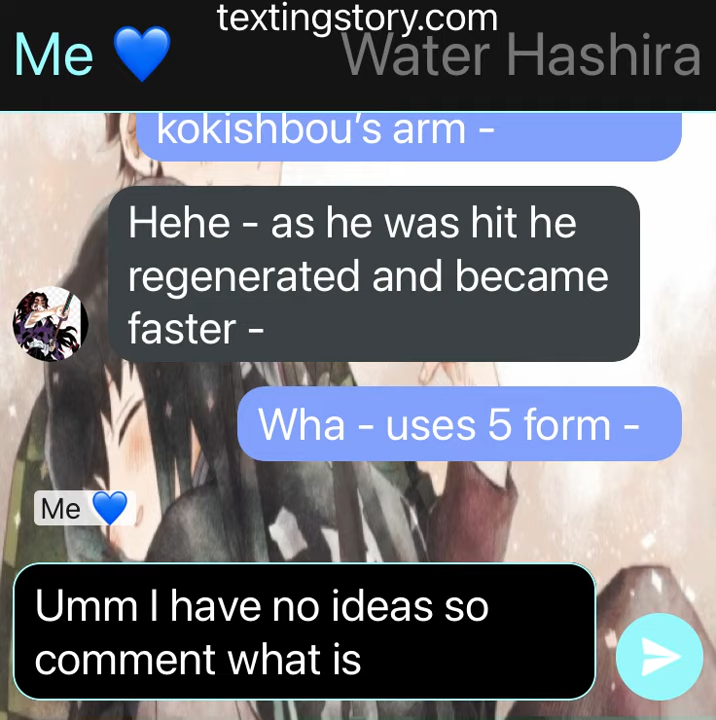 textingstory.com
Me 💙 Water Hashira
kokishbou's arm -
Hehe - as he was hit he
regenerated and became
faster -
Wha - uses 5 form -
Me 💙
Umm I have no ideas so
comment what is